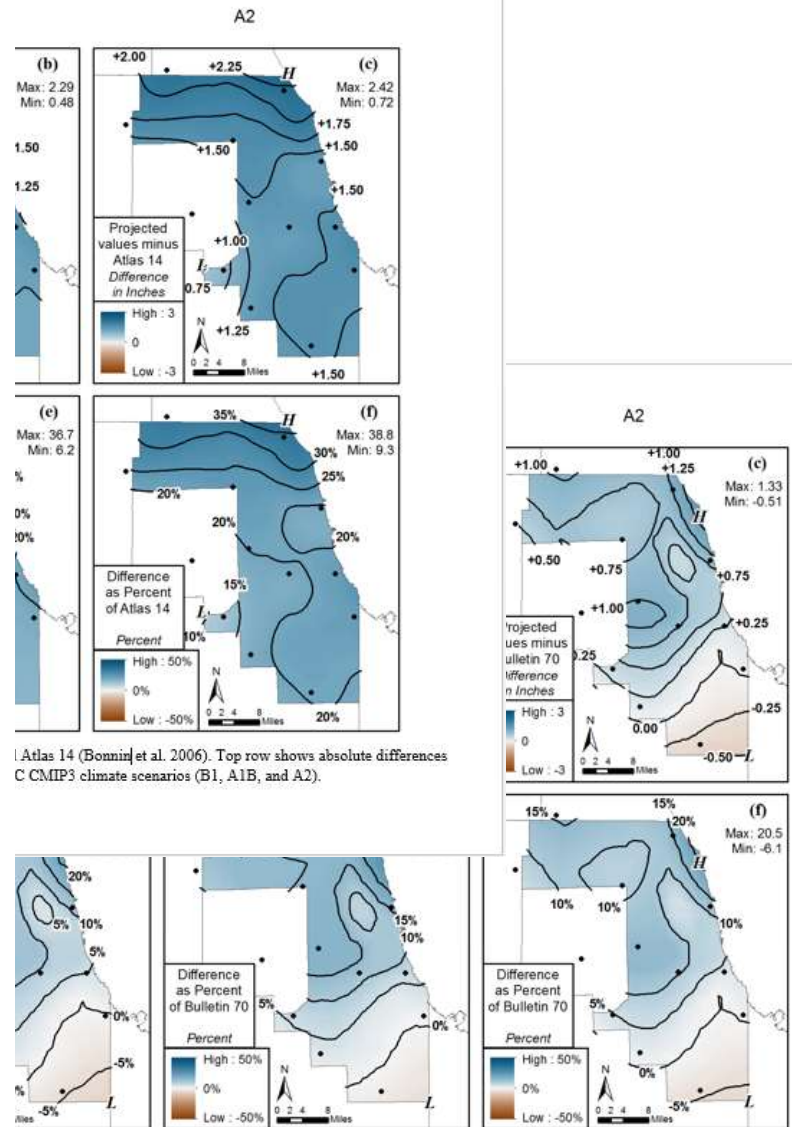 A2
(b)
Max: 2.29
Min: 0.48
1.50
1.25
+2.00
+2.25
H
(c)
Max: 2.42
Min: 0.72
+1.75
+1.50
+1.50
+1.50
Projected
values minus
Atlas 14
Difference
in Inches
+1.00
L
0.75
+1.25
High : 3
0
Low : -3
N
0 2 4 8
Miles
+1.50
(e)
Max: 36.7
Min: 6.2
%
0%
20%
35%
H
(f)
Max: 38.8
Min: 9.3
30%
25%
20%
20%
20%
Difference
as Percent
of Atlas 14
Percent
15%
L
10%
High : 50%
0%
Low : -50%
N
0 2 4 8
Miles
20%
l Atlas 14 (Bonnin et al. 2006). Top row shows absolute differences
C CMIP3 climate scenarios (B1, A1B, and A2).
A2
+1.00
+1.00
+1.25
(c)
Max: 1.33
Min: -0.51
H
+0.50
+0.75
+0.75
+1.00
+0.25
Projected
ues minus
ulletin 70
Difference
n Inches
0.25
High : 3
0
Low : -3
N
0 2 4 8
Miles
0.00
-0.25
-0.50
L
20%
5%
10%
5%
0%
-5%
-5%
L
Miles
15%
10%
Difference
as Percent
of Bulletin 70
Percent
5%
0%
High : 50%
0%
Low : -50%
N
0 2 4 8
Miles
L
15%
15%
20%
(f)
Max: 20.5
Min: -6.1
H
10%
10%
10%
Difference
as Percent
of Bulletin 70
Percent
5%
0%
High : 50%
0%
Low : -50%
N
0 2 4 8
Miles
-5%
L